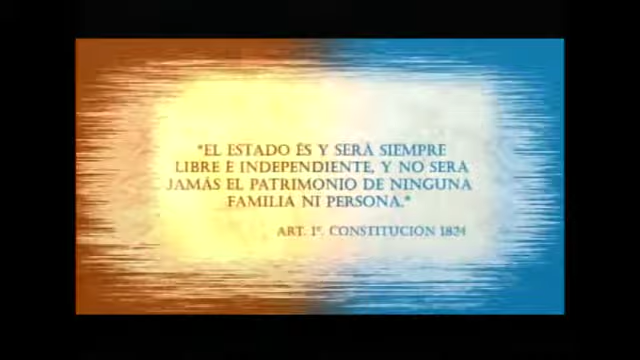 "EL ESTADO ÉS Y SERÁ SIEMPRE
LIBRE E INDEPENDIENTE, Y NO SERA
JAMÁS EL PATRIMONIO DE NINGUNA
FAMILIA NI PERSONA."
ART. 1º. CONSTITUCIÓN 1824